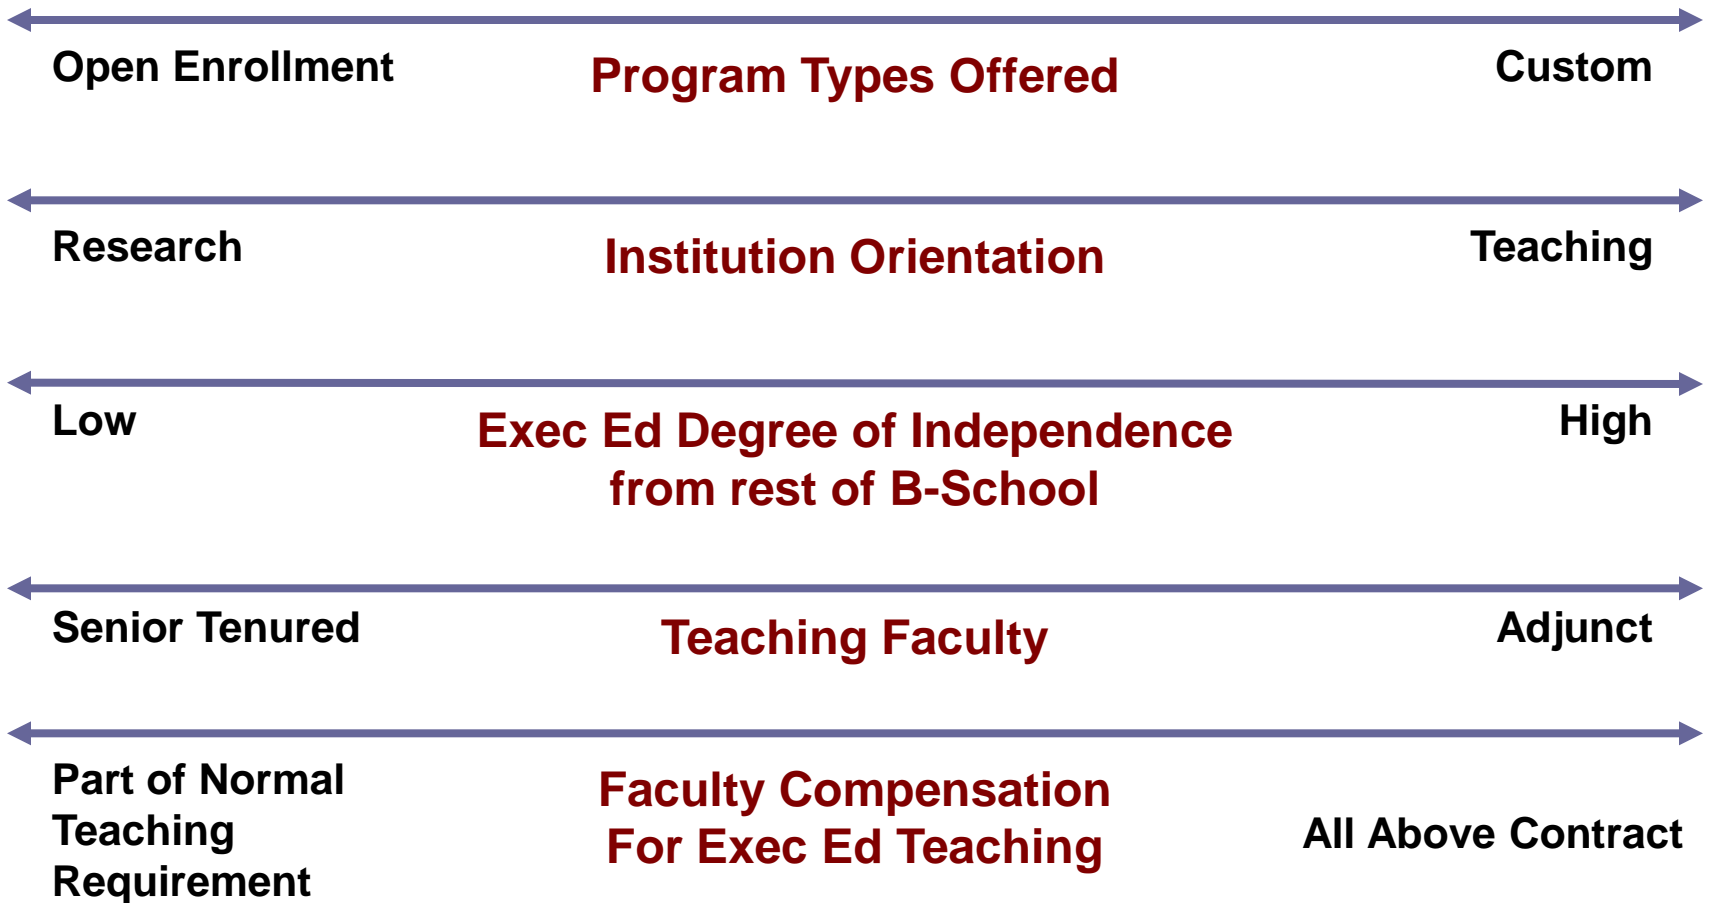 Open Enrollment
Program Types Offered
Custom
Research
Institution Orientation
Teaching
Low
Exec Ed Degree of Independence
from rest of B-School
High
Senior Tenured
Teaching Faculty
Adjunct
Part of Normal
Teaching
Requirement
Faculty Compensation
For Exec Ed Teaching
All Above Contract